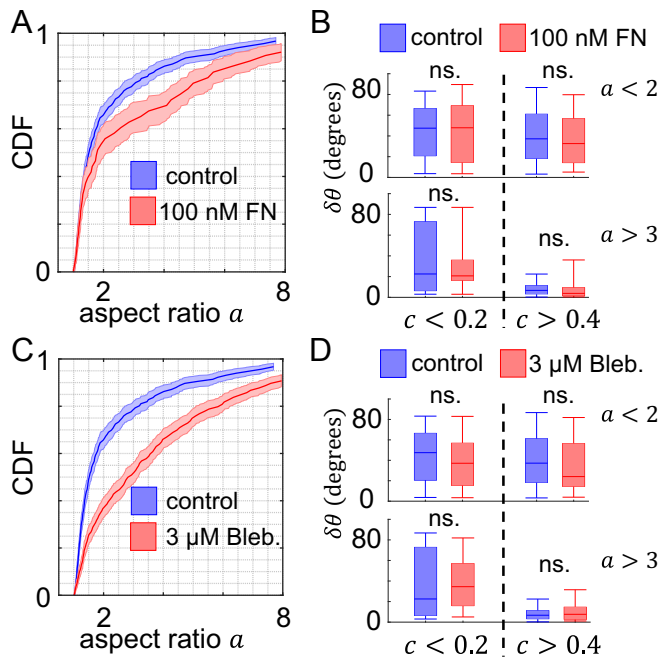 A
1
CDF
0
control
100 nM FN
2
8
aspect ratio a
B
control
100 nM FN
δθ (degrees)
80
0
ns.
ns.
a < 2
80
0
ns.
ns.
a > 3
c < 0.2
c > 0.4
C
1
CDF
0
control
3 μM Bleb.
2
8
aspect ratio a
D
control
3 μM Bleb.
δθ (degrees)
80
0
ns.
ns.
a < 2
80
0
ns.
ns.
a > 3
c < 0.2
c > 0.4